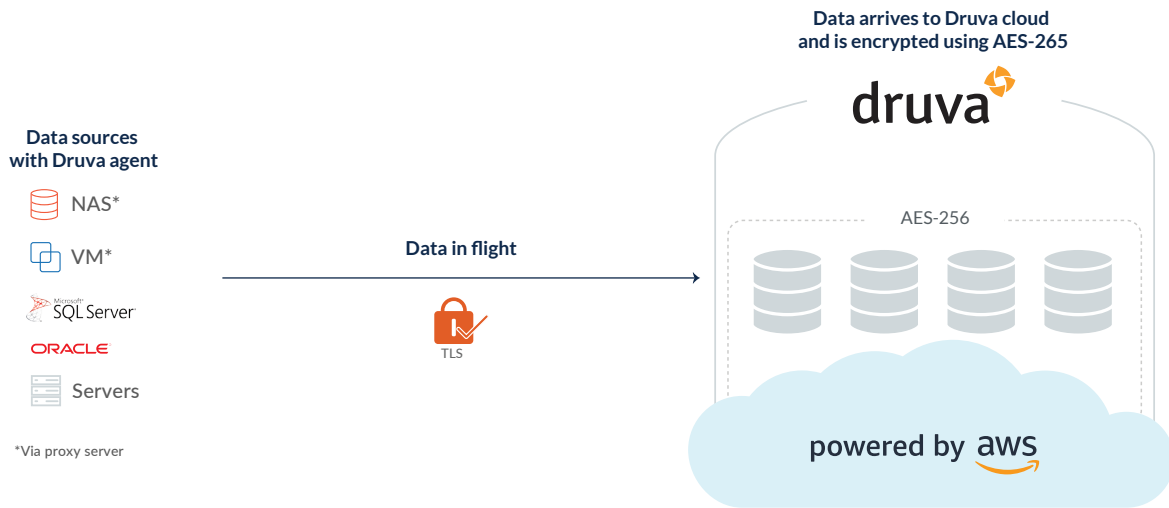 Data arrives to Druva cloud
and is encrypted using AES-265
druva
Data sources
with Druva agent
NAS*
VM*
Microsoft®
SQL Server
ORACLE
Servers
*Via proxy server
Data in flight
TLS
AES-256
powered by aws